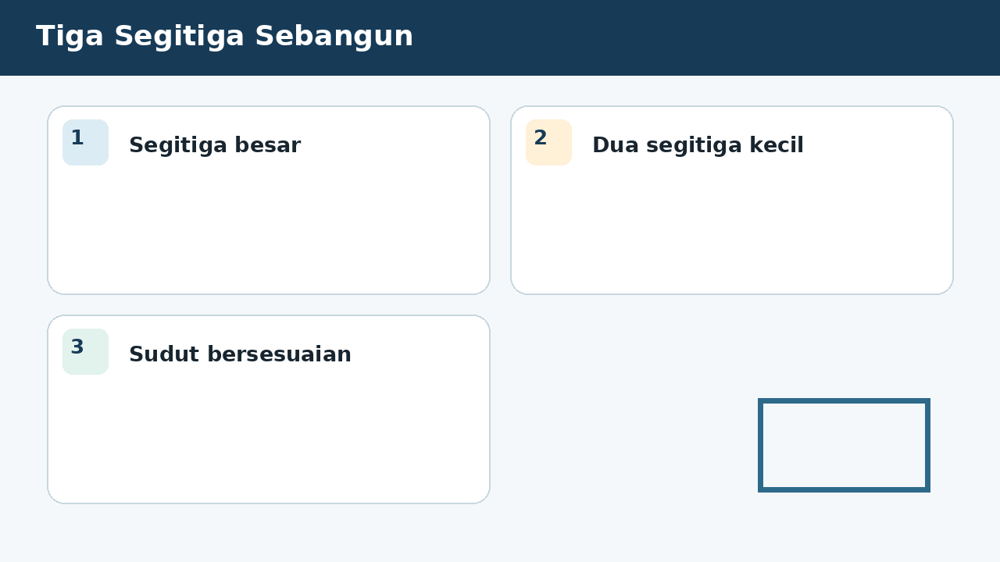 Tiga Segitiga Sebangun
1
Segitiga besar
2
Dua segitiga kecil
3
Sudut bersesuaian